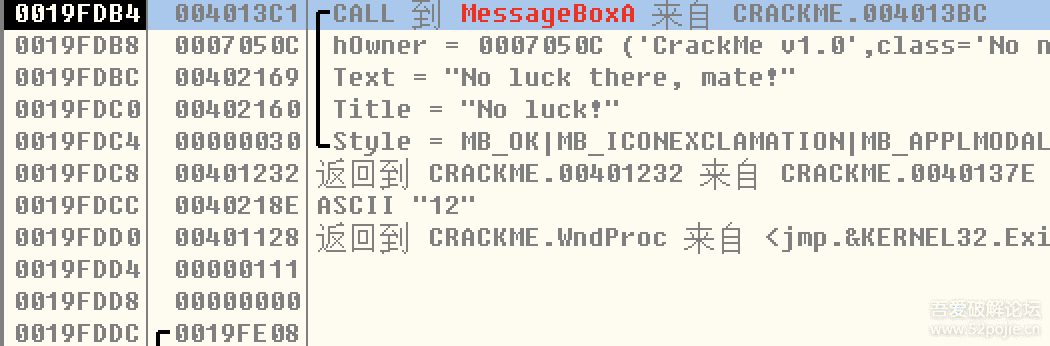 0019FDB4 004013C1 CALL 到 MessageBoxA 来自 CRACKME.004013BC
0019FDB8 0007050C hOwner = 0007050C ('CrackMe v1.0',class='No n
0019FDBC 00402169 Text = "No luck there, mate!"
0019FDC0 00402160 Title = "No luck!"
0019FDC4 00000030 Style = MB_OK|MB_ICONEXCLAMATION|MB_APPLMODAL
0019FDC8 00401232 返回到 CRACKME.00401232 来自 CRACKME.0040137E
0019FDCC 0040218E ASCII "12"
0019FDD0 00401128 返回到 CRACKME.WndProc 来自 <jmp.&KERNEL32.Exi
0019FDD4 00000111
0019FDD8 00000000
0019FDDC 0019FE08
吾爱破解论坛
www.52pojie.cn